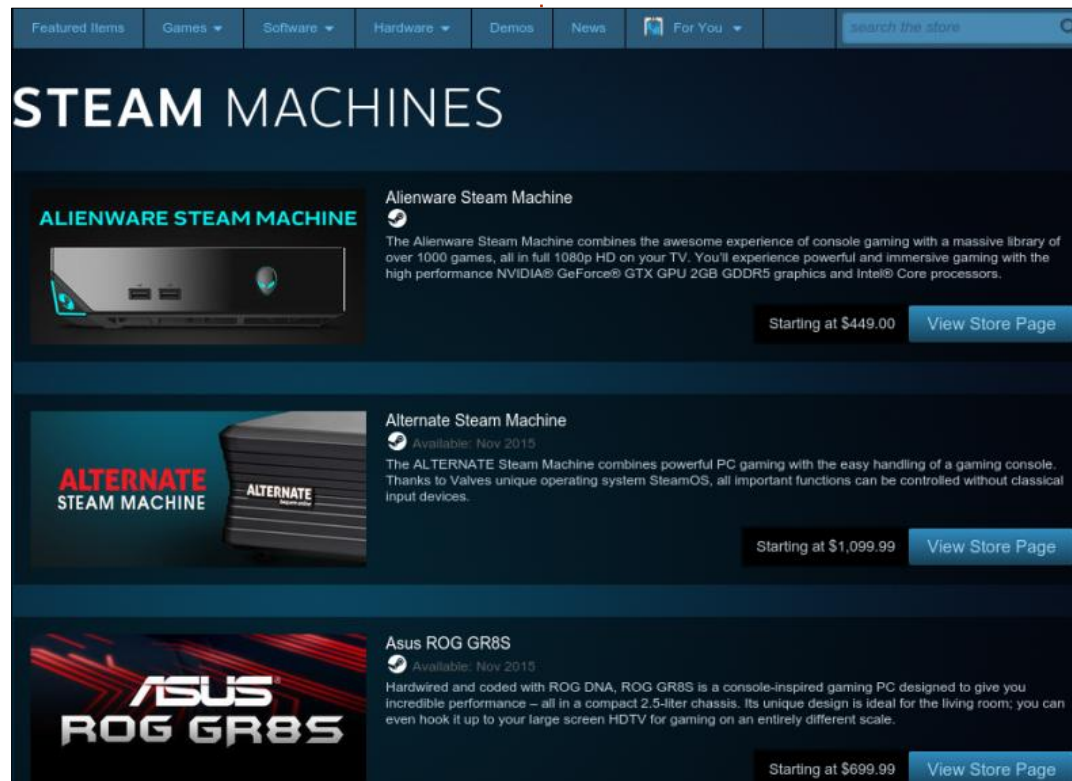 Featured Items Games Software Hardware Demos News For You search the store
STEAM MACHINES
ALIENWARE STEAM MACHINE
Alienware Steam Machine
The Alienware Steam Machine combines the awesome experience of console gaming with a massive library of
over 1000 games, all in full 1080p HD on your TV. You'll experience powerful and immersive gaming with the
high performance NVIDIA® GeForce® GTX GPU 2GB GDDR5 graphics and Intel® Core processors.
Starting at $449.00 View Store Page
ALTERNATE
STEAM MACHINE
ALTERNATE
Alternate Steam Machine
Available: Nov 2015
The ALTERNATE Steam Machine combines powerful PC gaming with the easy handling of a gaming console.
Thanks to Valves unique operating system SteamOS, all important functions can be controlled without classical
input devices.
Starting at $1,099.99 View Store Page
ASUS
ROG GR8S
Asus ROG GR8S
Available: Nov 2015
Hardwired and coded with ROG DNA, ROG GR8S is a console-inspired gaming PC designed to give you
incredible performance – all in a compact 2.5-liter chassis. Its unique design is ideal for the living room; you can
even hook it up to your large screen HDTV for gaming on an entirely different scale.
Starting at $699.99 View Store Page